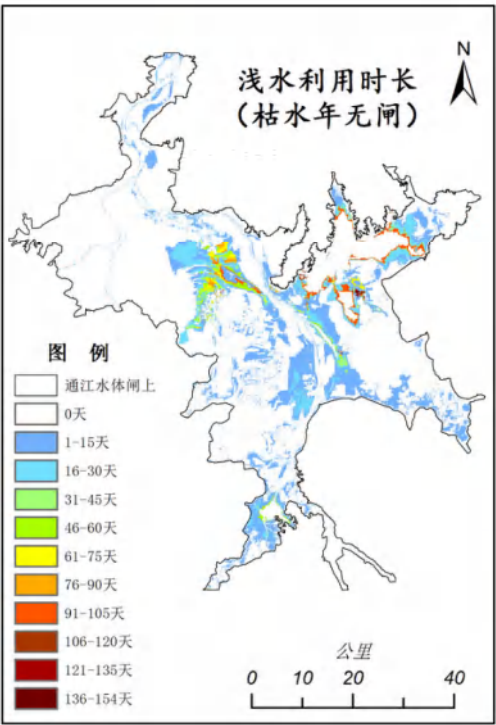 N
浅水利用时长
（枯水年无闸）
图 例
通江水体闸上
0天
1-15天
16-30天
31-45天
46-60天
61-75天
76-90天
91-105天
106-120天
121-135天
136-154天
公里
0 10 20 40